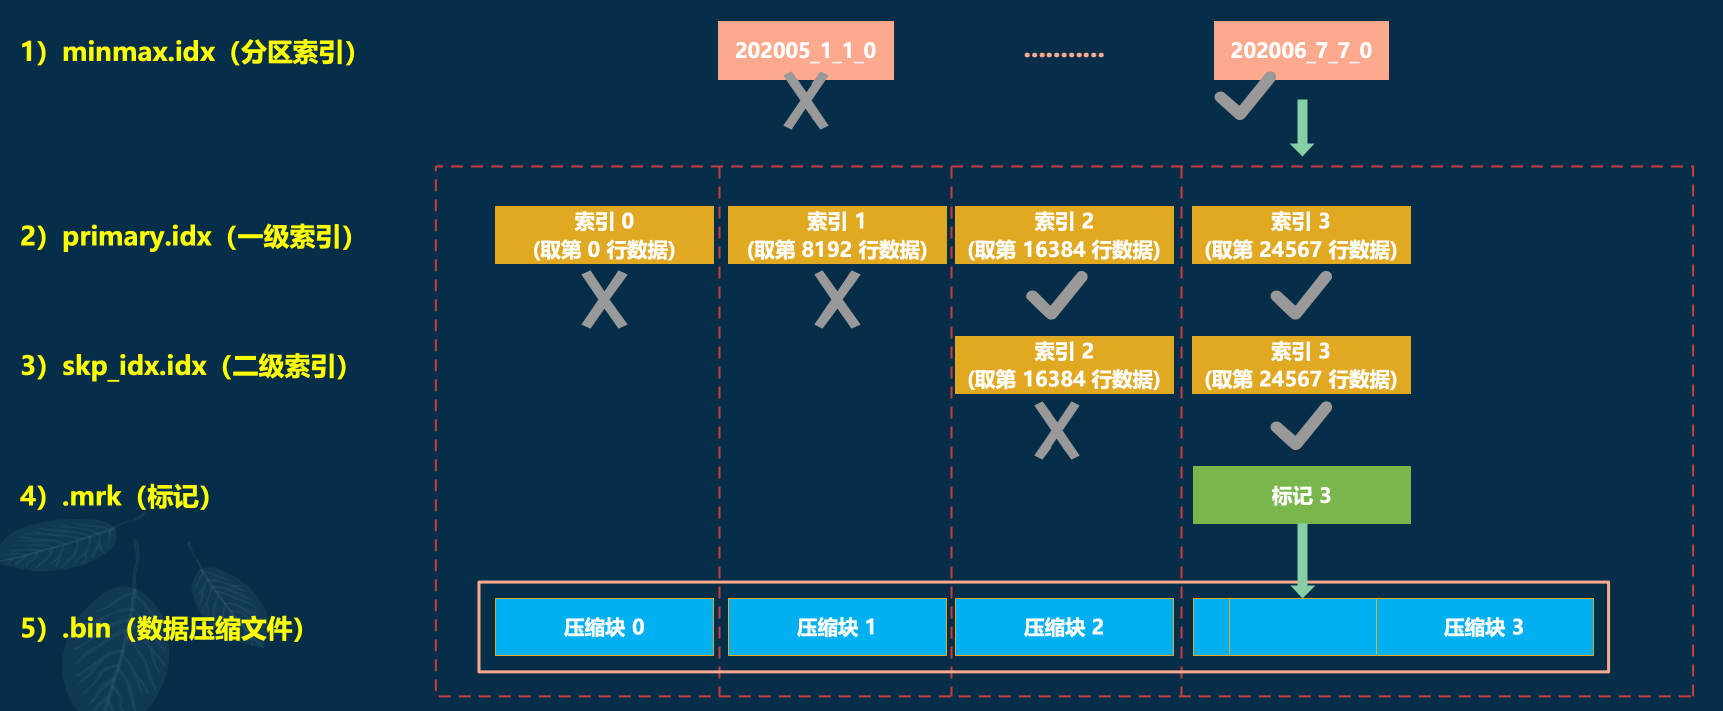 1）minmax.idx（分区索引）
202005_1_1_0
...........
202006_7_7_0
2）primary.idx（一级索引）
索引 0
(取第 0 行数据)
索引 1
(取第 8192 行数据)
索引 2
(取第 16384 行数据)
索引 3
(取第 24567 行数据)
3）skp_idx.idx（二级索引）
索引 2
(取第 16384 行数据)
索引 3
(取第 24567 行数据)
4）.mrk（标记）
标记 3
5）.bin（数据压缩文件）
压缩块 0
压缩块 1
压缩块 2
压缩块 3